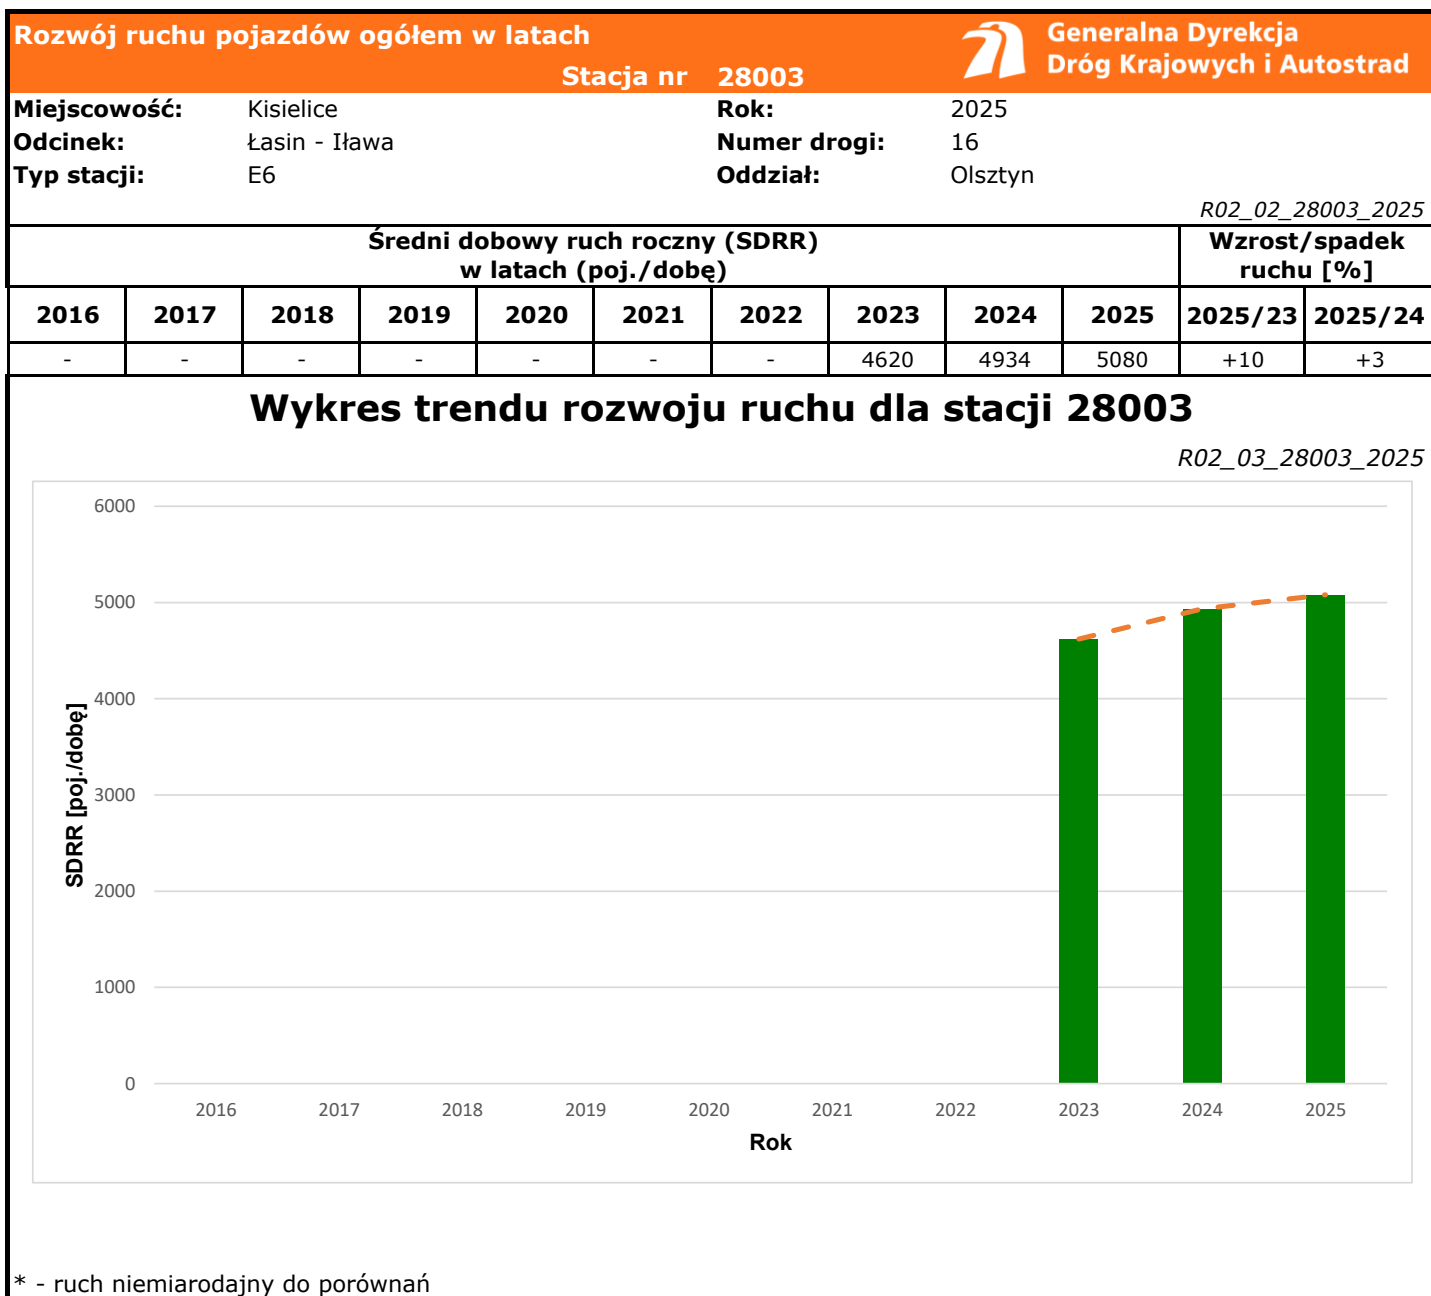 Rozwój ruchu pojazdów ogółem w latach
Generalna Dyrekcja
Dróg Krajowych i Autostrad
Stacja nr 28003
Miejscowość: Kisielice Rok: 2025
Odcinek: Łasin - Iława Numer drogi: 16
Typ stacji: E6 Oddział: Olsztyn
R02_02_28003_2025
Średni dobowy ruch roczny (SDRR)
w latach (poj./dobę)
Wzrost/spadek
ruchu [%]
2016 2017 2018 2019 2020 2021 2022 2023 2024 2025 2025/23 2025/24
- - - - - - - 4620 4934 5080 +10 +3
Wykres trendu rozwoju ruchu dla stacji 28003
R02_03_28003_2025
6000
5000
4000
3000
2000
1000
0
SDRR [poj./dobę]
2016 2017 2018 2019 2020 2021 2022 2023 2024 2025
Rok
* - ruch niemiarodajny do porównań